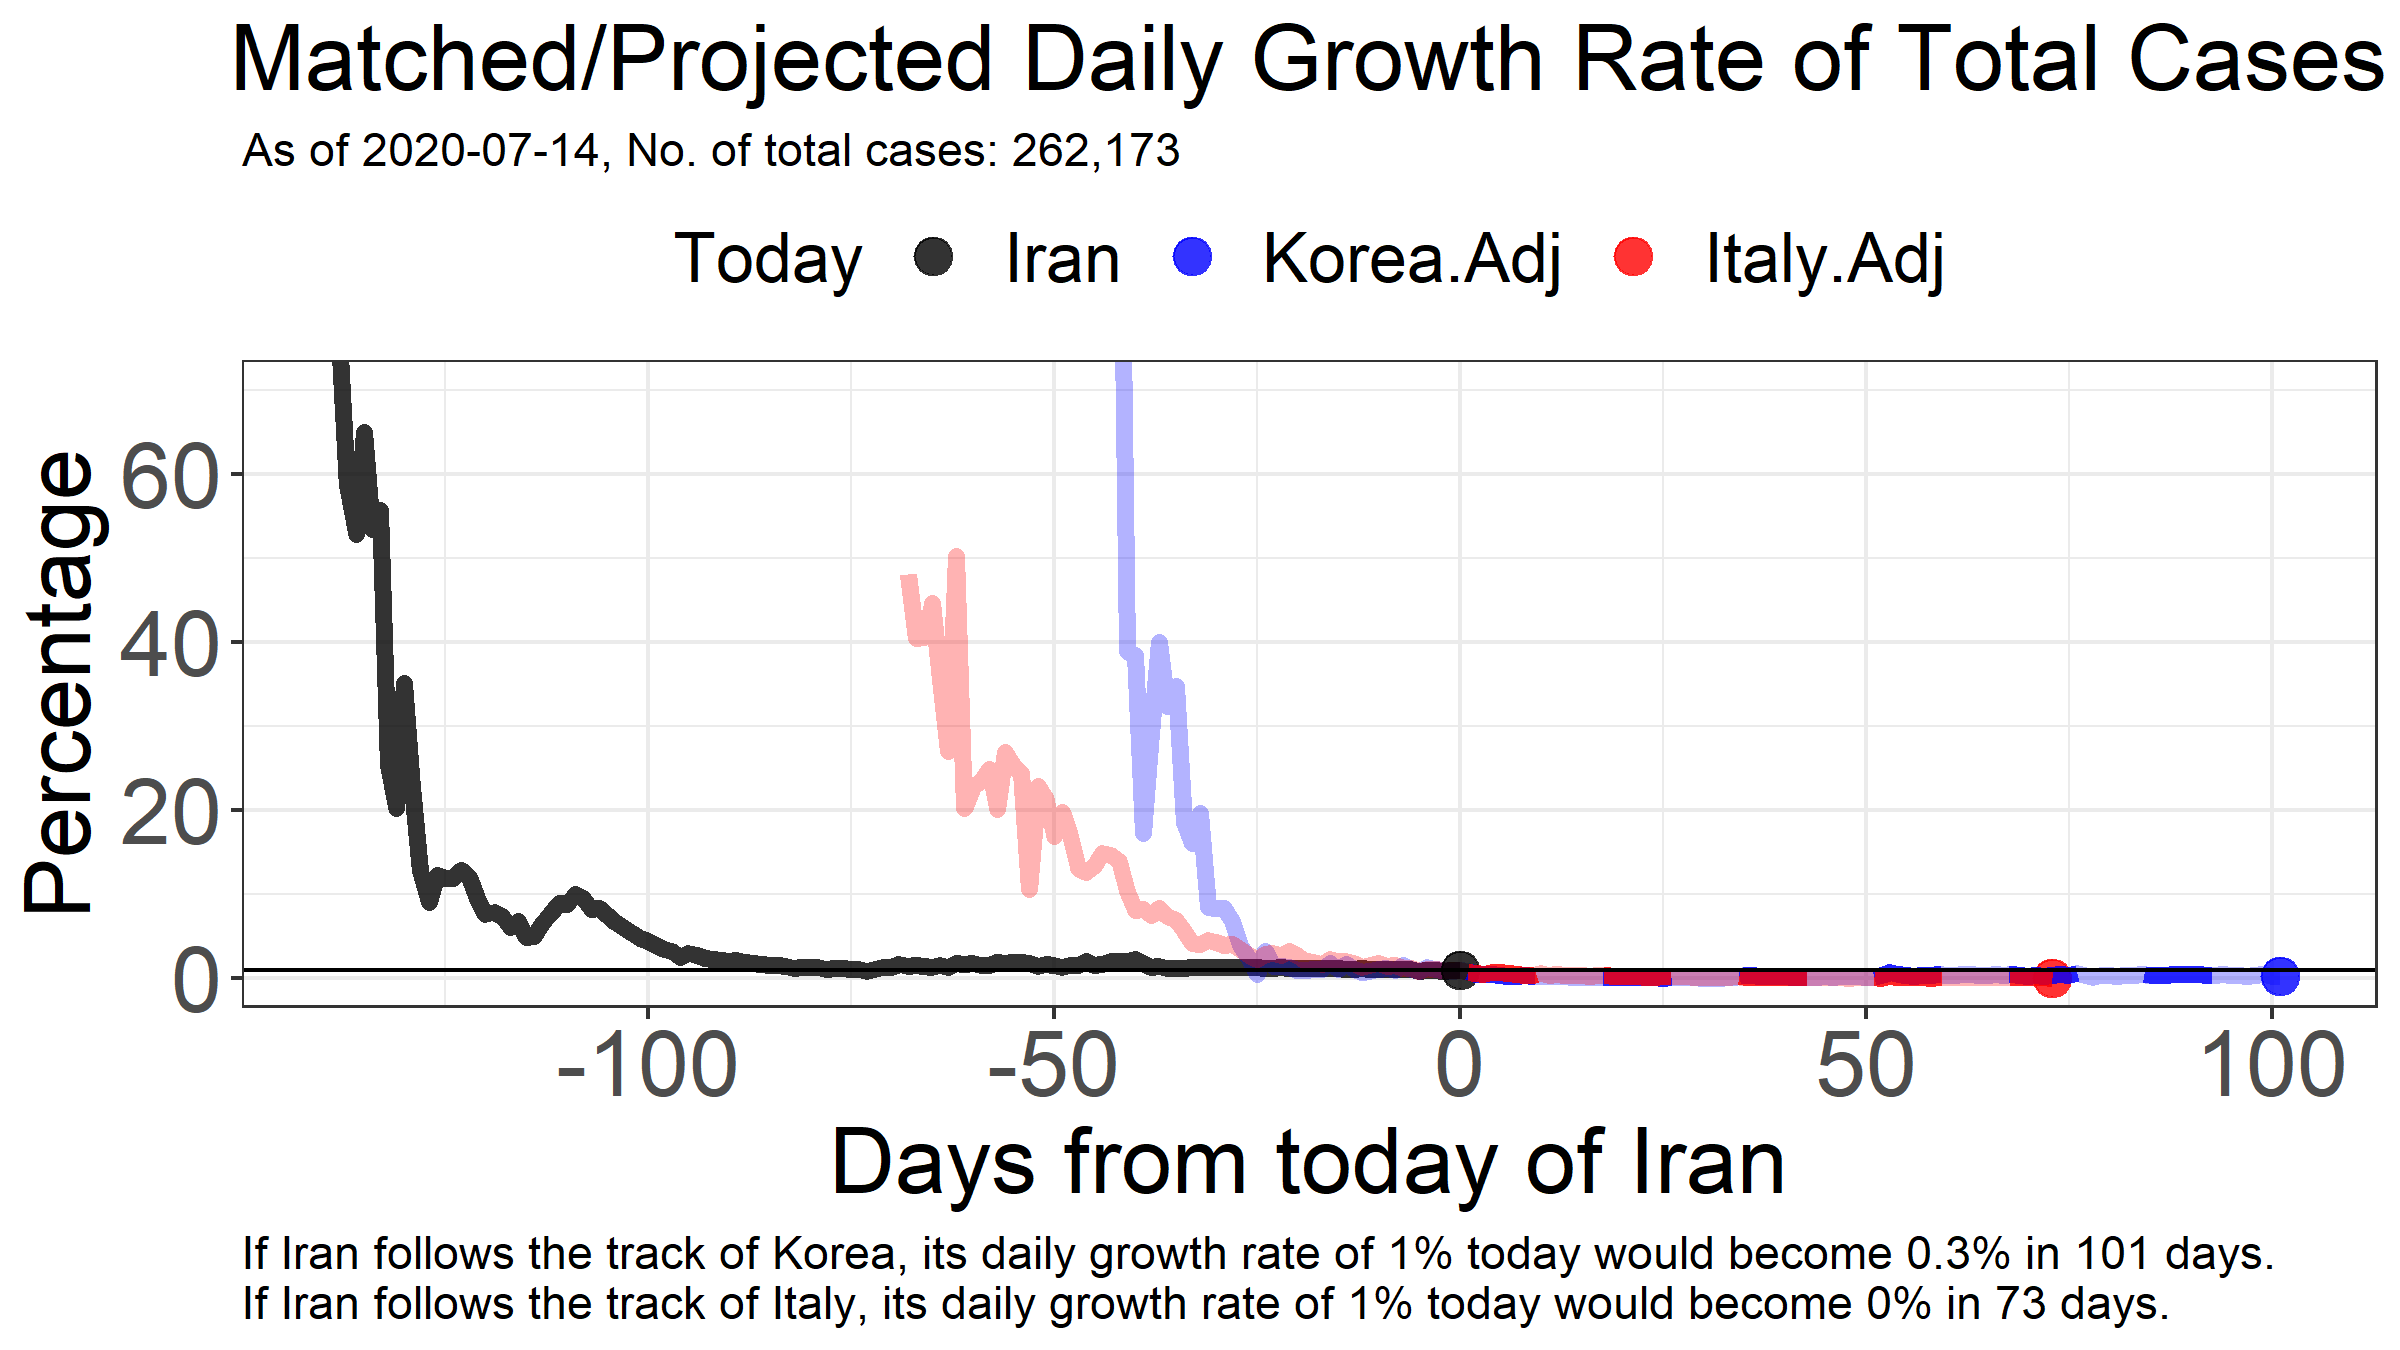 Matched/Projected Daily Growth Rate of Total Cases
As of 2020-07-14, No. of total cases: 262,173
Today Iran Korea.Adj Italy.Adj
Percentage
60
40
20
0
-100 -50 0 50 100
Days from today of Iran
If Iran follows the track of Korea, its daily growth rate of 1% today would become 0.3% in 101 days.
If Iran follows the track of Italy, its daily growth rate of 1% today would become 0% in 73 days.